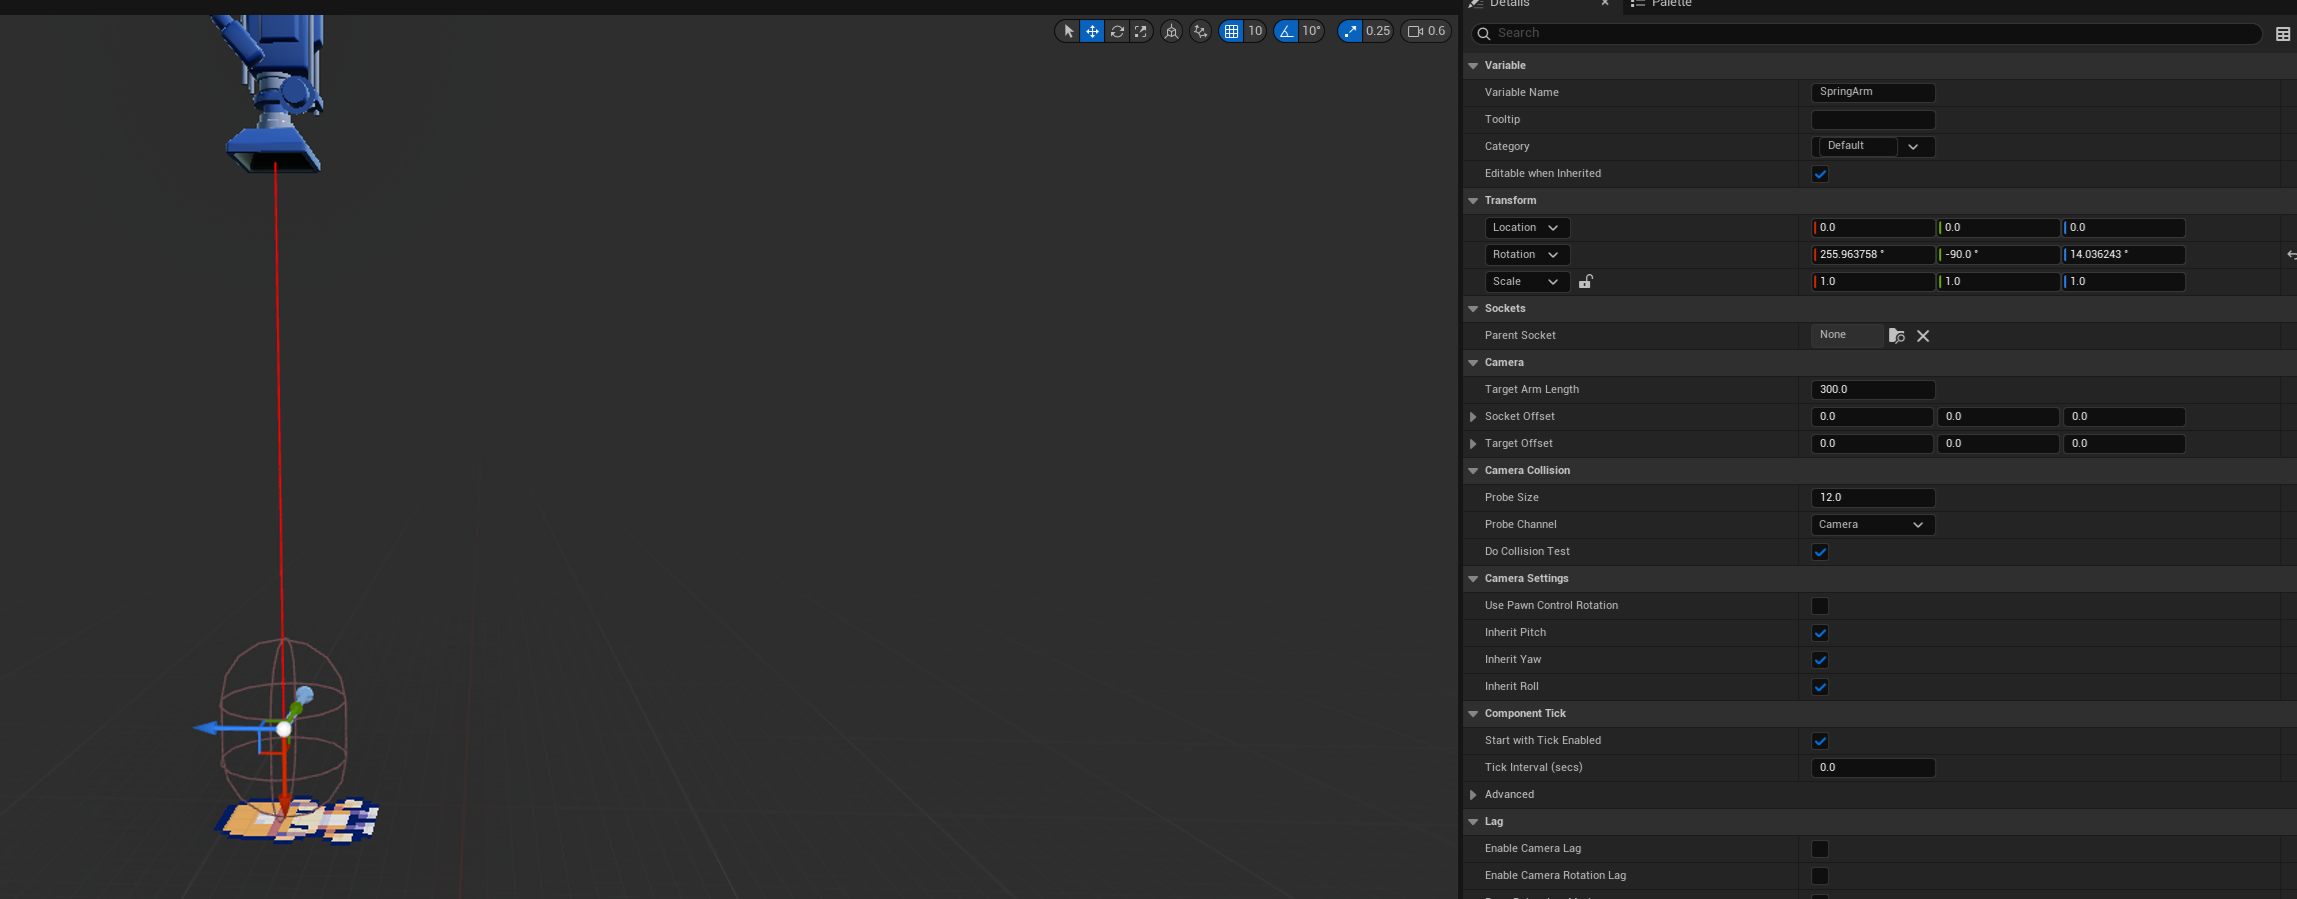 Details
Palette
10
10°
0.25
0.6
Search
Variable
Variable Name
SpringArm
Tooltip
Category
Default
Editable when Inherited
Transform
Location
0.0 0.0 0.0
Rotation
255.963758 ° -90.0 ° 14.036243 °
Scale
1.0 1.0 1.0
Sockets
Parent Socket
None
Camera
Target Arm Length
300.0
Socket Offset
0.0 0.0 0.0
Target Offset
0.0 0.0 0.0
Camera Collision
Probe Size
12.0
Probe Channel
Camera
Do Collision Test
Camera Settings
Use Pawn Control Rotation
Inherit Pitch
Inherit Yaw
Inherit Roll
Component Tick
Start with Tick Enabled
Tick Interval (secs)
0.0
Advanced
Lag
Enable Camera Lag
Enable Camera Rotation Lag